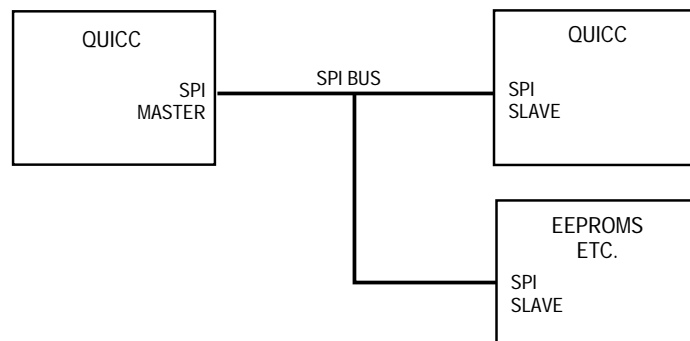 QUICC
SPI
MASTER
SPI BUS
QUICC
SPI
SLAVE
EEPROMS
ETC.
SPI
SLAVE